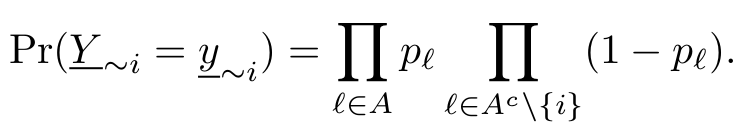 Pr(\underline{Y}_{\sim i} = \underline{y}_{\sim i}) = \prod_{\ell \in A} p_\ell \prod_{\ell \in A^c \setminus \{i\}} (1 - p_\ell).